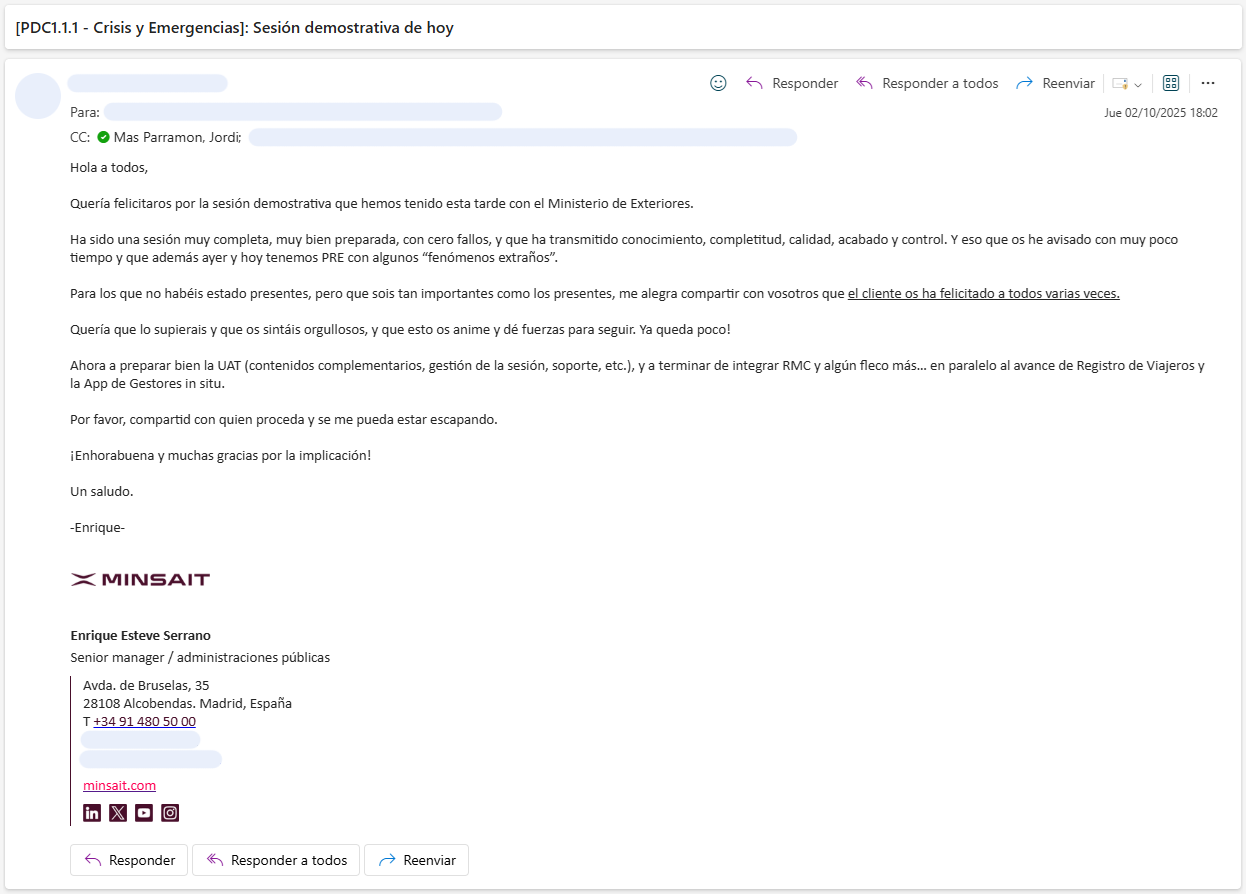 [PDC1.1.1 - Crisis y Emergencias]: Sesión demostrativa de hoy
Responder Responder a todos Reenviar
Para:
Jue 02/10/2025 18:02
CC: Mas Parramon, Jordi;
Hola a todos,
Quería felicitaros por la sesión demostrativa que hemos tenido esta tarde con el Ministerio de Exteriores.
Ha sido una sesión muy completa, muy bien preparada, con cero fallos, y que ha transmitido conocimiento, completitud, calidad, acabado y control. Y eso que os he avisado con muy poco
tiempo y que además ayer y hoy tenemos PRE con algunos “fenómenos extraños”.
Para los que no habéis estado presentes, pero que sois tan importantes como los presentes, me alegra compartir con vosotros que el cliente os ha felicitado a todos varias veces.
Quería que lo supierais y que os sintáis orgullosos, y que esto os anime y dé fuerzas para seguir. Ya queda poco!
Ahora a preparar bien la UAT (contenidos complementarios, gestión de la sesión, soporte, etc.), y a terminar de integrar RMC y algún fleco más… en paralelo al avance de Registro de Viajeros y
la App de Gestores in situ.
Por favor, compartid con quien proceda y se me pueda estar escapando.
¡Enhorabuena y muchas gracias por la implicación!
Un saludo.
-Enrique-
MINSAIT
Enrique Esteve Serrano
Senior manager / administraciones públicas
Avda. de Bruselas, 35
28108 Alcobendas. Madrid, España
T +34 91 480 50 00
minsait.com
Responder Responder a todos Reenviar